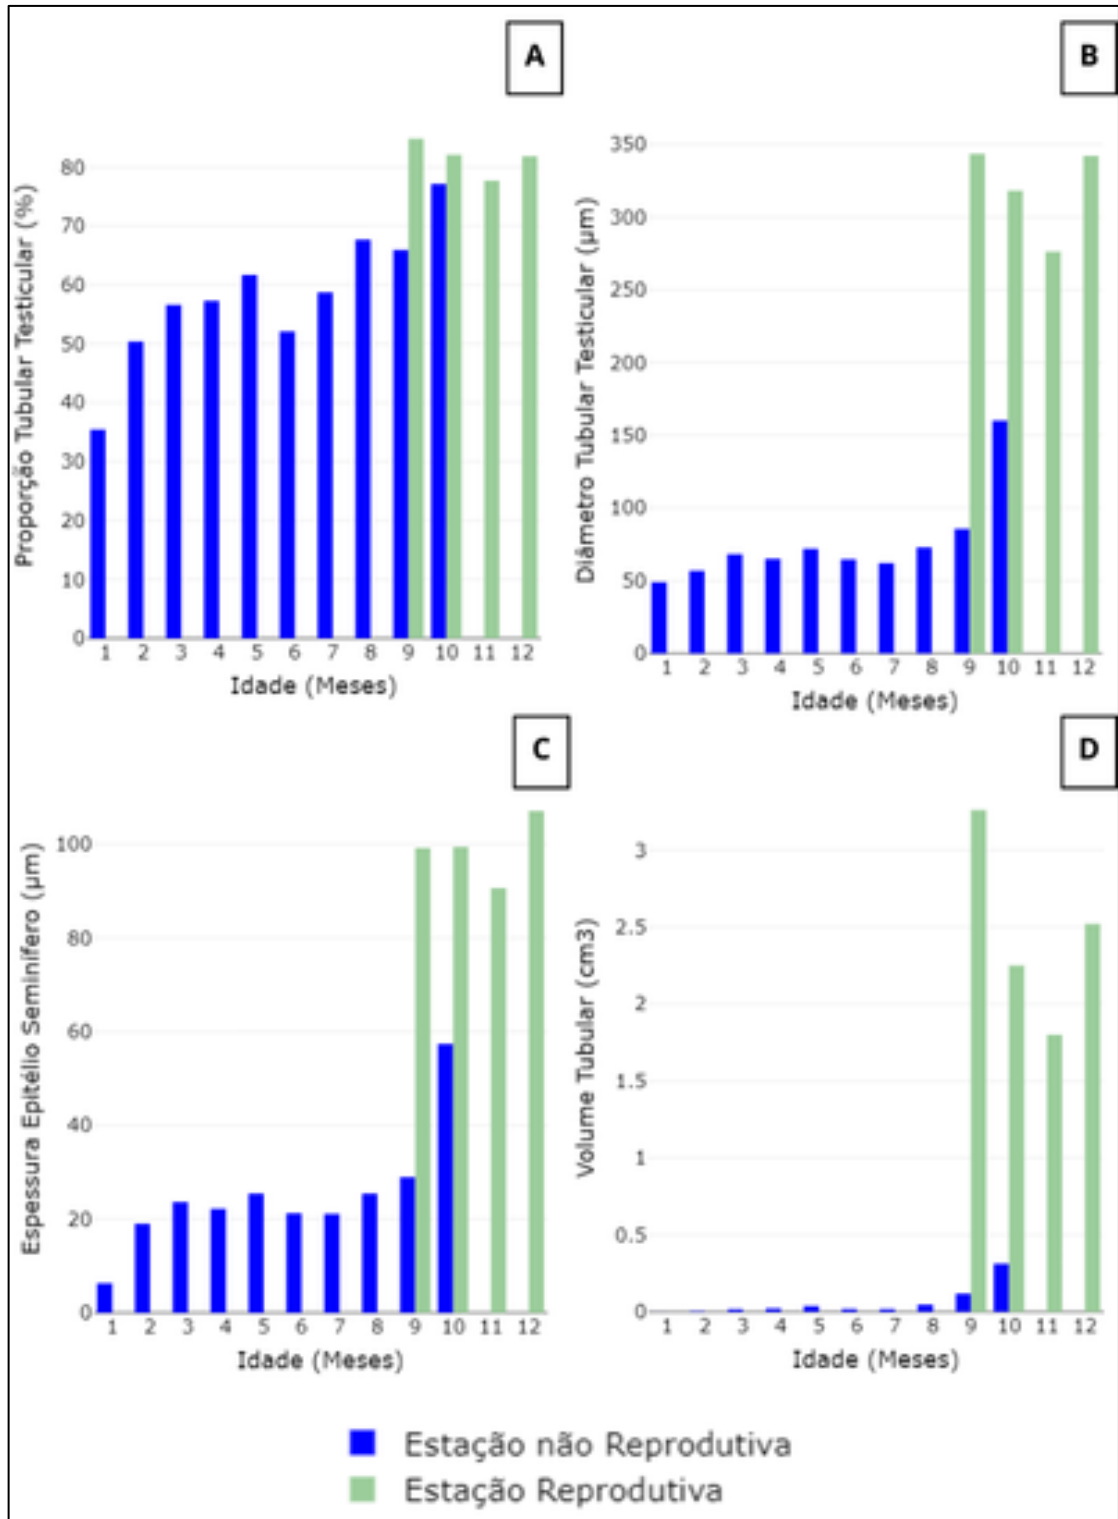 A
Proporção Tubular Testicular (%)
80
70
60
50
40
30
20
10
0
1 2 3 4 5 6 7 8 9 10 11 12
Idade (Meses)
B
Diâmetro Tubular Testicular (µm)
350
300
250
200
150
100
50
0
1 2 3 4 5 6 7 8 9 10 11 12
Idade (Meses)
C
Espessura Epitélio Seminífero (µm)
100
80
60
40
20
0
1 2 3 4 5 6 7 8 9 10 11 12
Idade (Meses)
D
Volume Tubular (cm3)
3
2.5
2
1.5
1
0.5
0
1 2 3 4 5 6 7 8 9 10 11 12
Idade (Meses)
Estação não Reprodutiva
Estação Reprodutiva